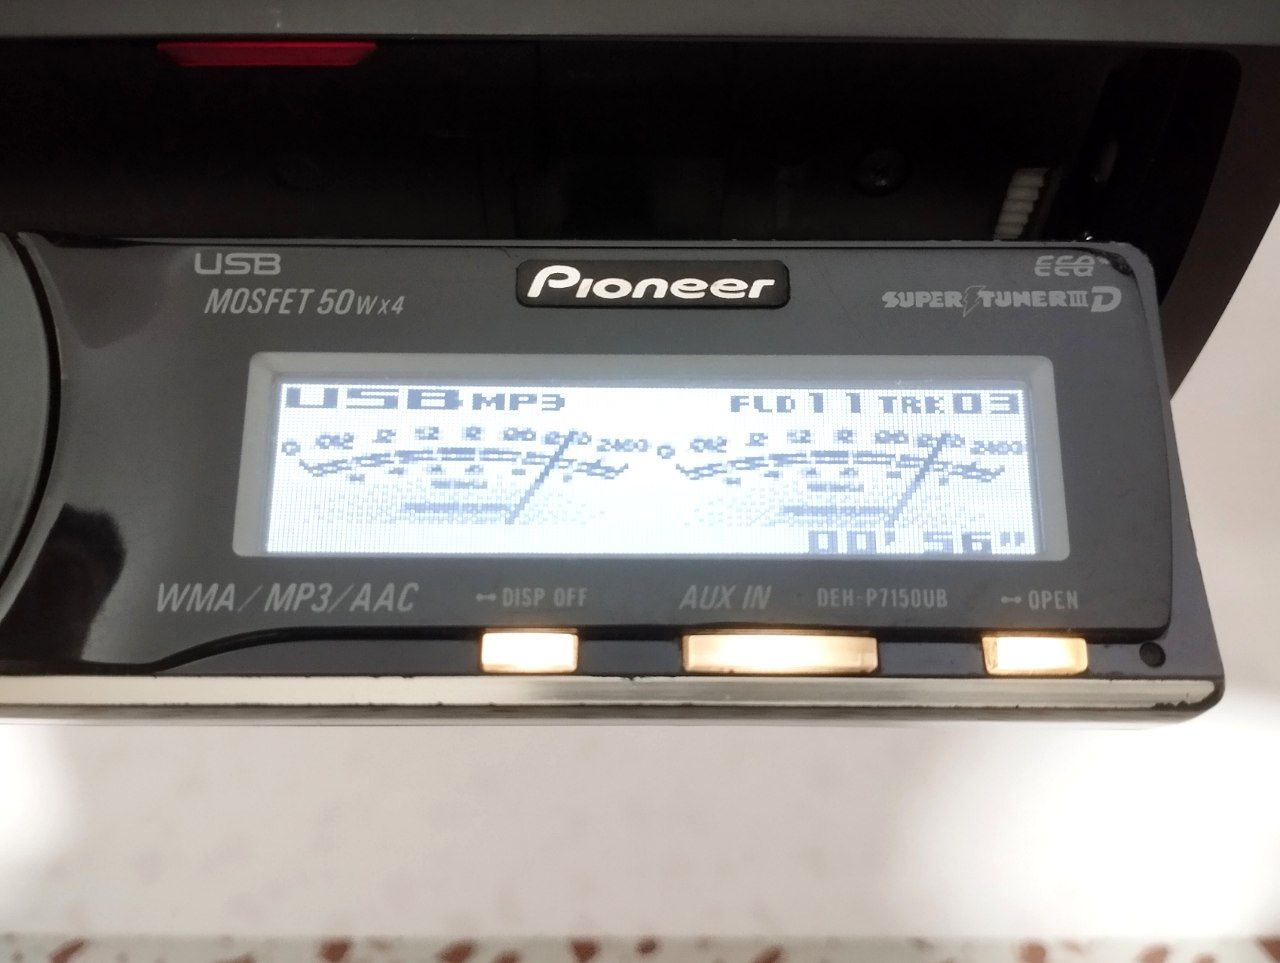 USB
Pioneer
EEQ
MOSFET 50W×4
SUPER TUNER III D
USB MP3 FLD 11 TRK 03
00' 56"
WMA/MP3/AAC
DISP OFF
AUX IN
DEH-P7150UB
OPEN